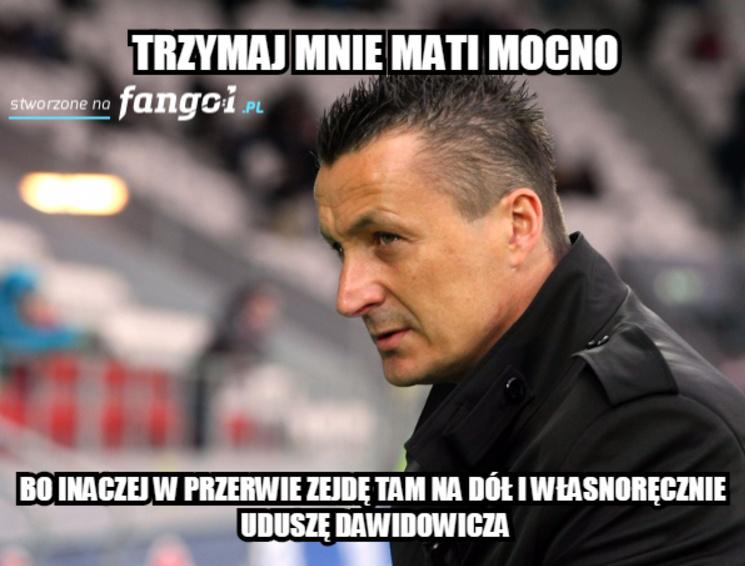 TRZYMAJ MNIE MATI MOCNO
stworzone na fangol.PL
BO INACZEJ W PRZERWIE ZEJDĘ TAM NA DÓŁ I WŁASNORĘCZNIE
UDUSZĘ DAWIDOWICZA